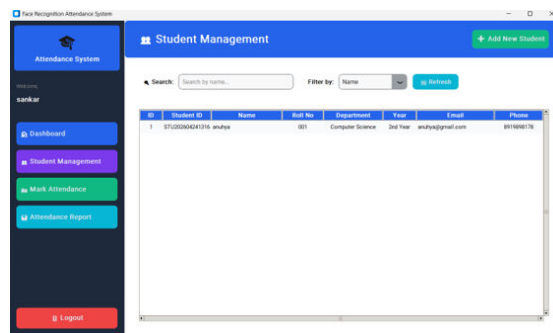 Face Recognition Attendance System
Attendance System
Welcome,
sankar
Dashboard
Student Management
Mark Attendance
Attendance Report
Logout
Student Management
+ Add New Student
Search: Search by name... Filter by: Name Refresh
ID Student ID Name Roll No Department Year Email Phone
1 STU202604241316 anuhya 001 Computer Science 2nd Year anuhya@gmail.com 8919898178